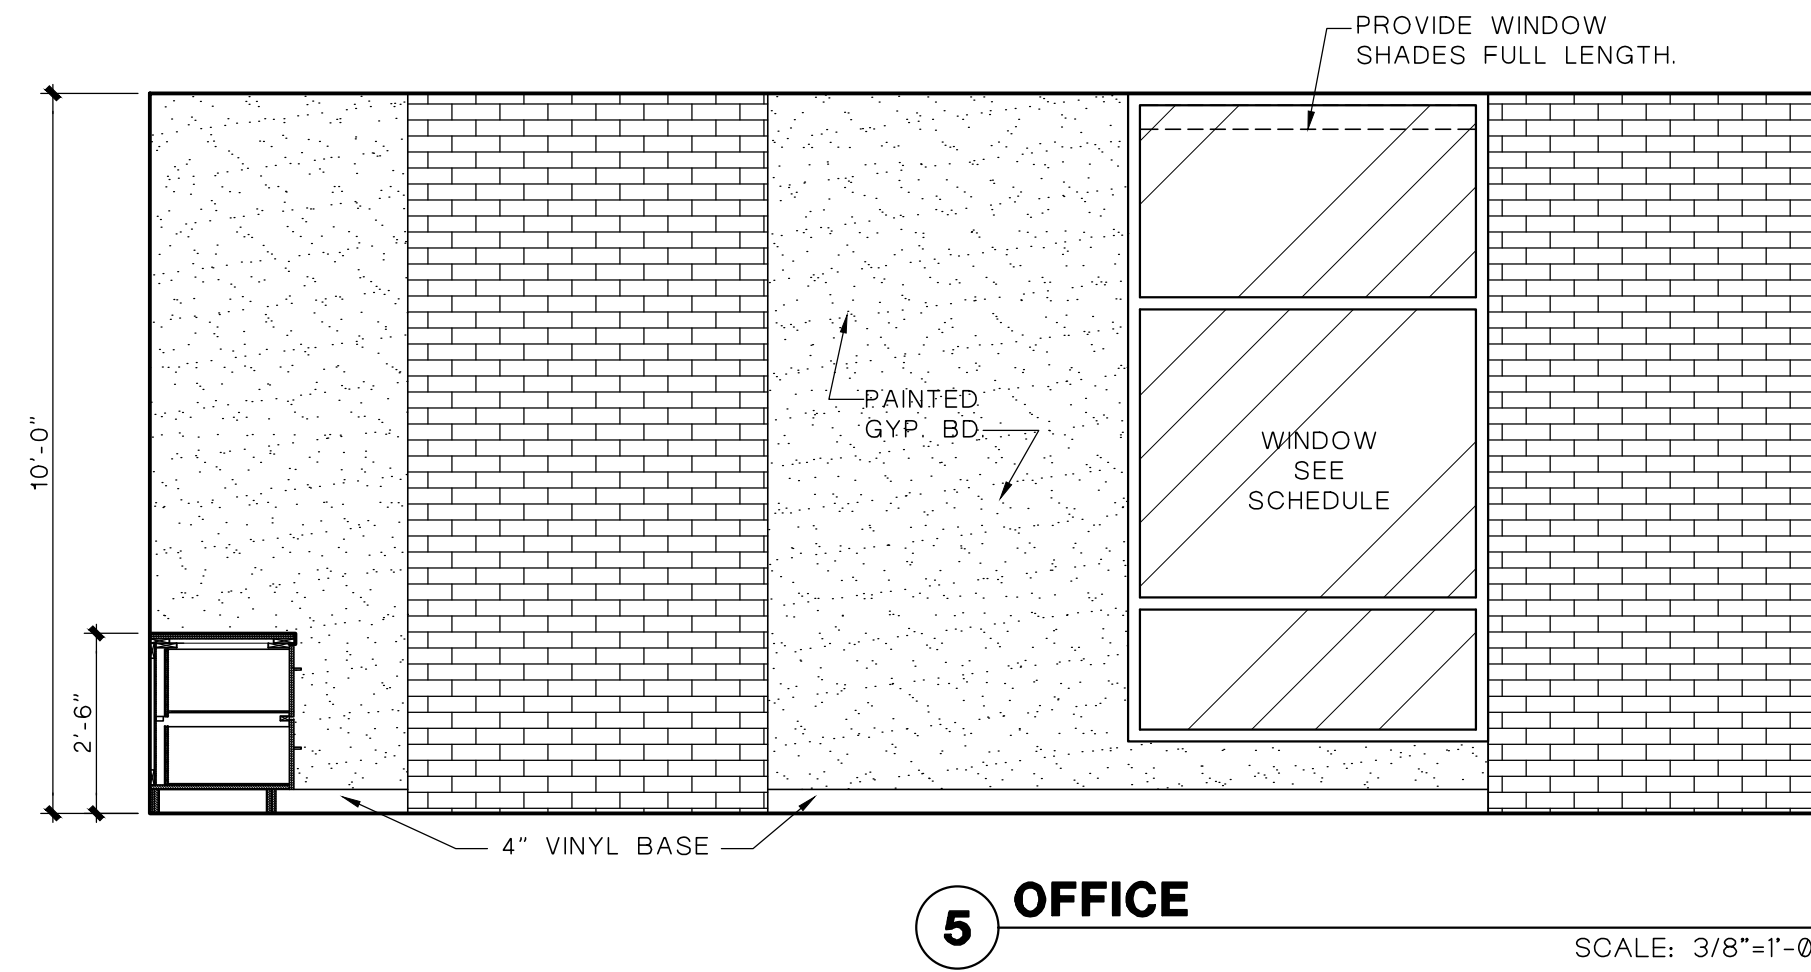 PROVIDE WINDOW
SHADES FULL LENGTH.
10'-0"
PAINTED
GYP. BD.
WINDOW
SEE
SCHEDULE
2'-6"
4" VINYL BASE
5 OFFICE
SCALE: 3/8"=1'-0